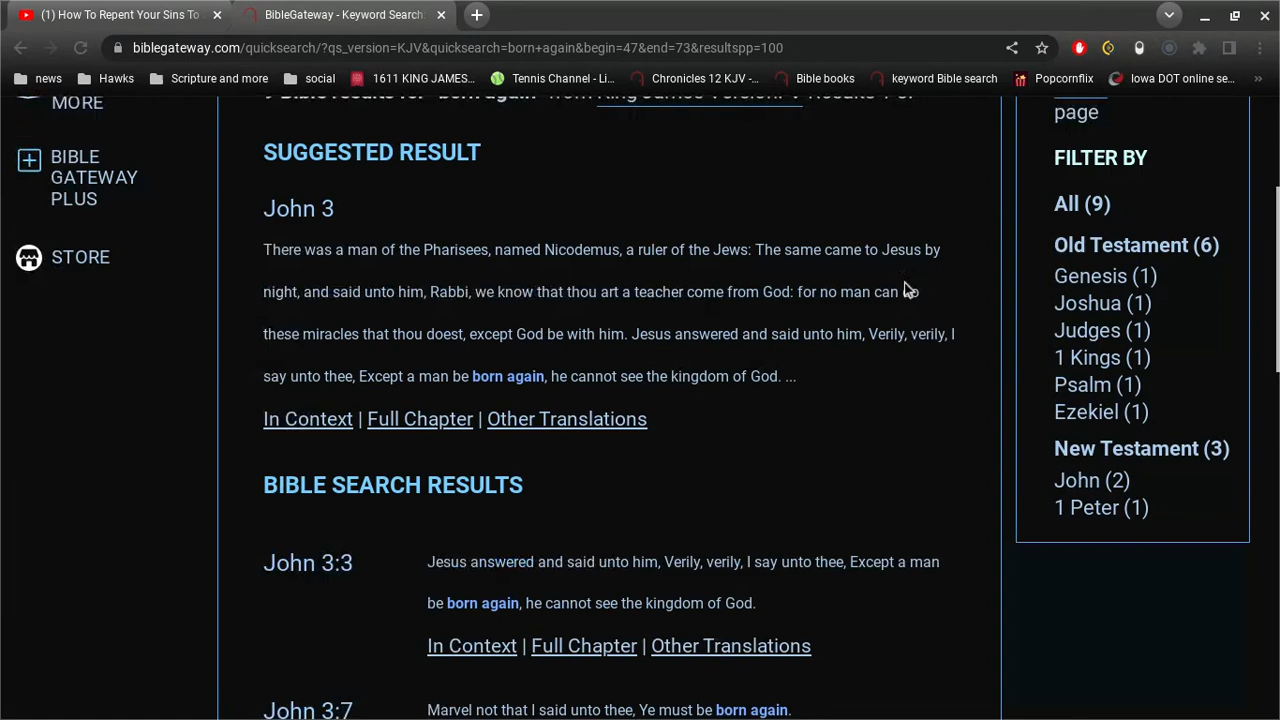 (1) How To Repent Your Sins To
BibleGateway - Keyword Search:
biblegateway.com/quicksearch/?qs_version=KJV&quicksearch=born+again&begin=47&end=73&resultspp=100
news
Hawks
Scripture and more
social
1611 KING JAMES...
Tennis Channel - Li...
Chronicles 12 KJV -...
Bible books
keyword Bible search
Popcornflix
Iowa DOT online se...
»
MORE
BIBLE
GATEWAY
PLUS
STORE
9 Bible results for "born again" from King James Version.
SUGGESTED RESULT
John 3
There was a man of the Pharisees, named Nicodemus, a ruler of the Jews: The same came to Jesus by
night, and said unto him, Rabbi, we know that thou art a teacher come from God: for no man can do
these miracles that thou doest, except God be with him. Jesus answered and said unto him, Verily, verily, I
say unto thee, Except a man be born again, he cannot see the kingdom of God. ...
In Context | Full Chapter | Other Translations
BIBLE SEARCH RESULTS
John 3:3
Jesus answered and said unto him, Verily, verily, I say unto thee, Except a man
be born again, he cannot see the kingdom of God.
In Context | Full Chapter | Other Translations
John 3:7
Marvel not that I said unto thee, Ye must be born again.
page
FILTER BY
All (9)
Old Testament (6)
Genesis (1)
Joshua (1)
Judges (1)
1 Kings (1)
Psalm (1)
Ezekiel (1)
New Testament (3)
John (2)
1 Peter (1)